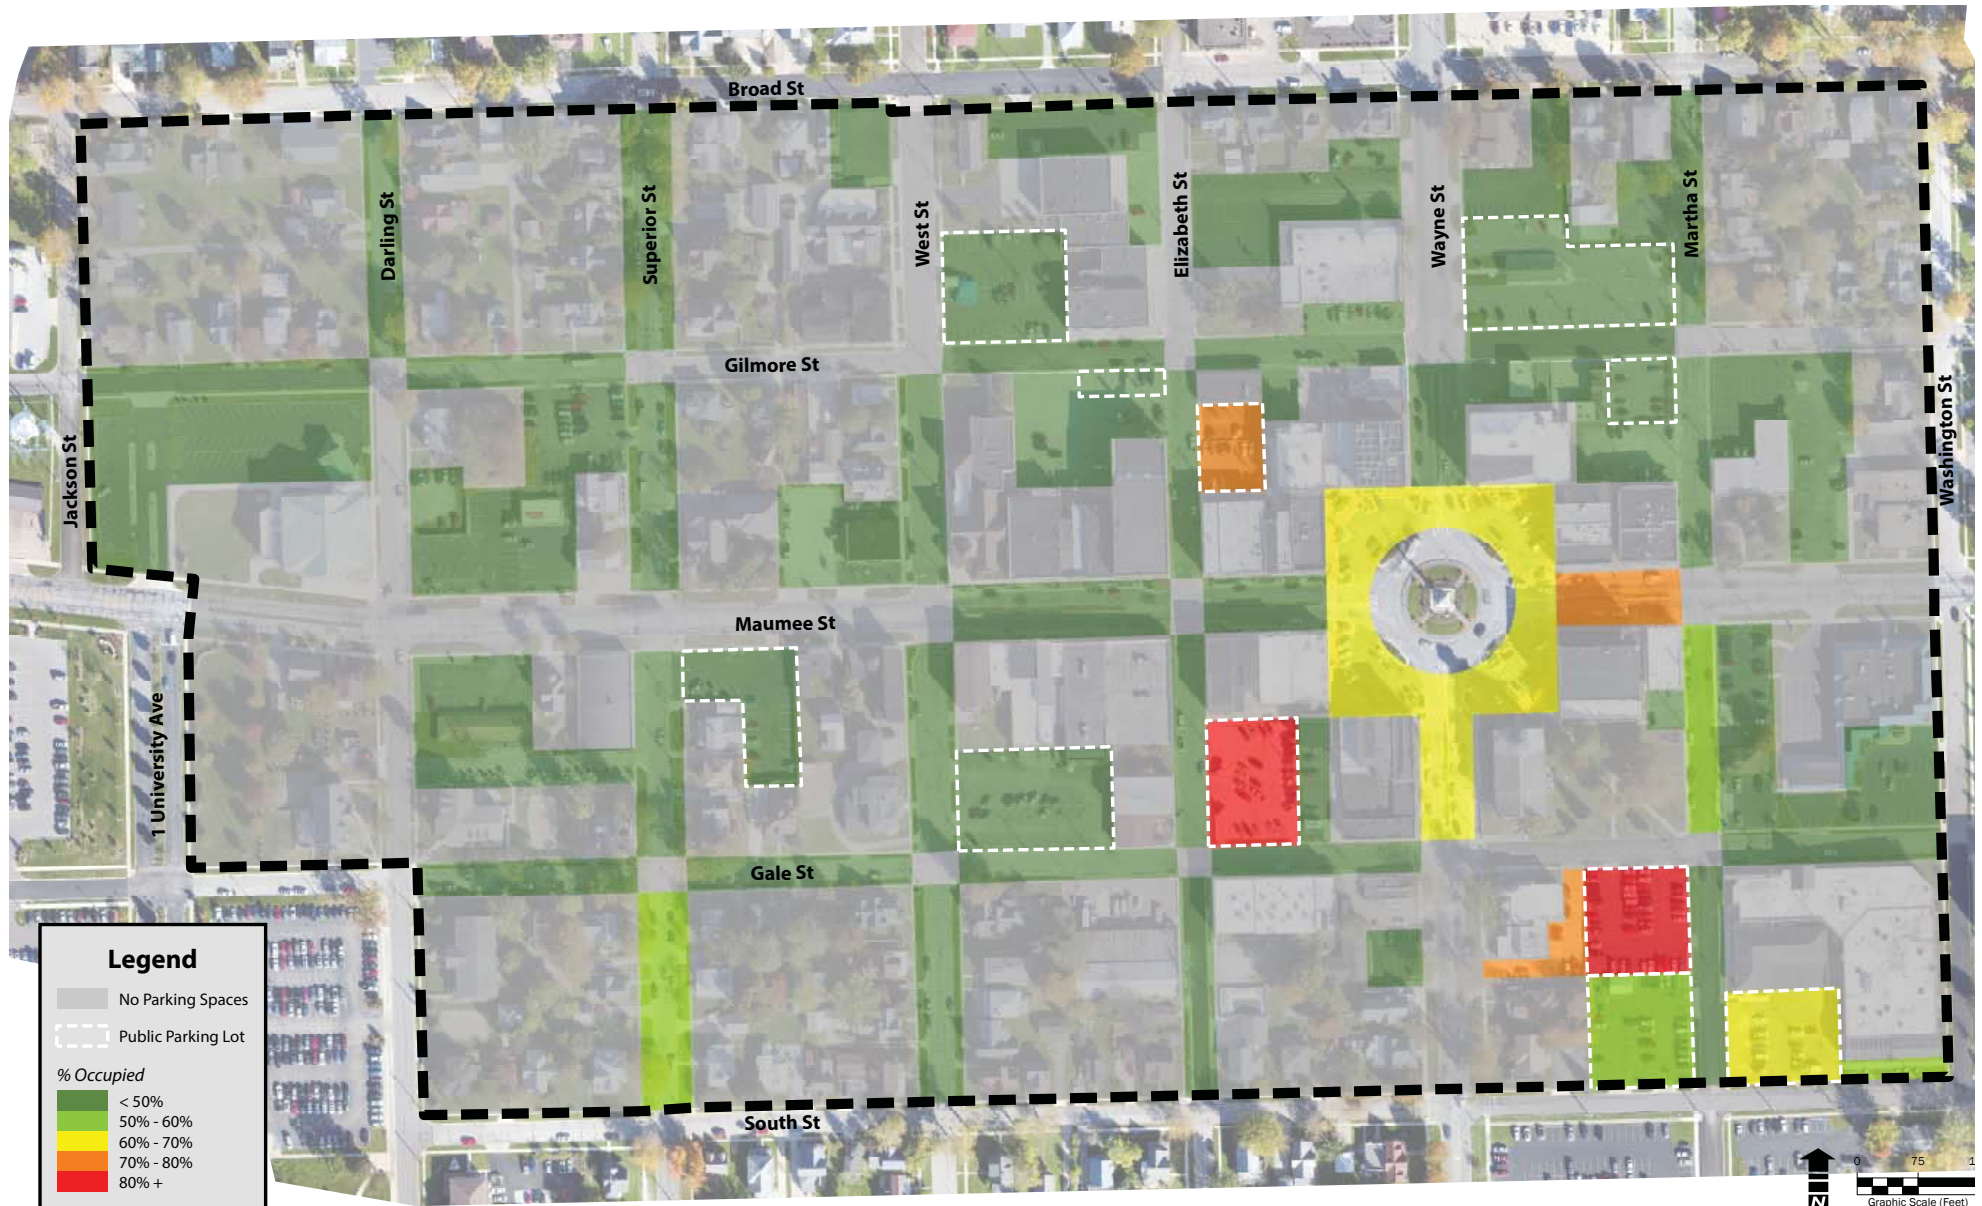 Broad St
Darling St
Superior St
West St
Elizabeth St
Wayne St
Martha St
Gilmore St
Jackson St
Washington St
Maumee St
1 University Ave
Gale St
South St
Legend
No Parking Spaces
Public Parking Lot
% Occupied
< 50%
50% - 60%
60% - 70%
70% - 80%
80% +
N
0 75 1
Graphic Scale (Feet)